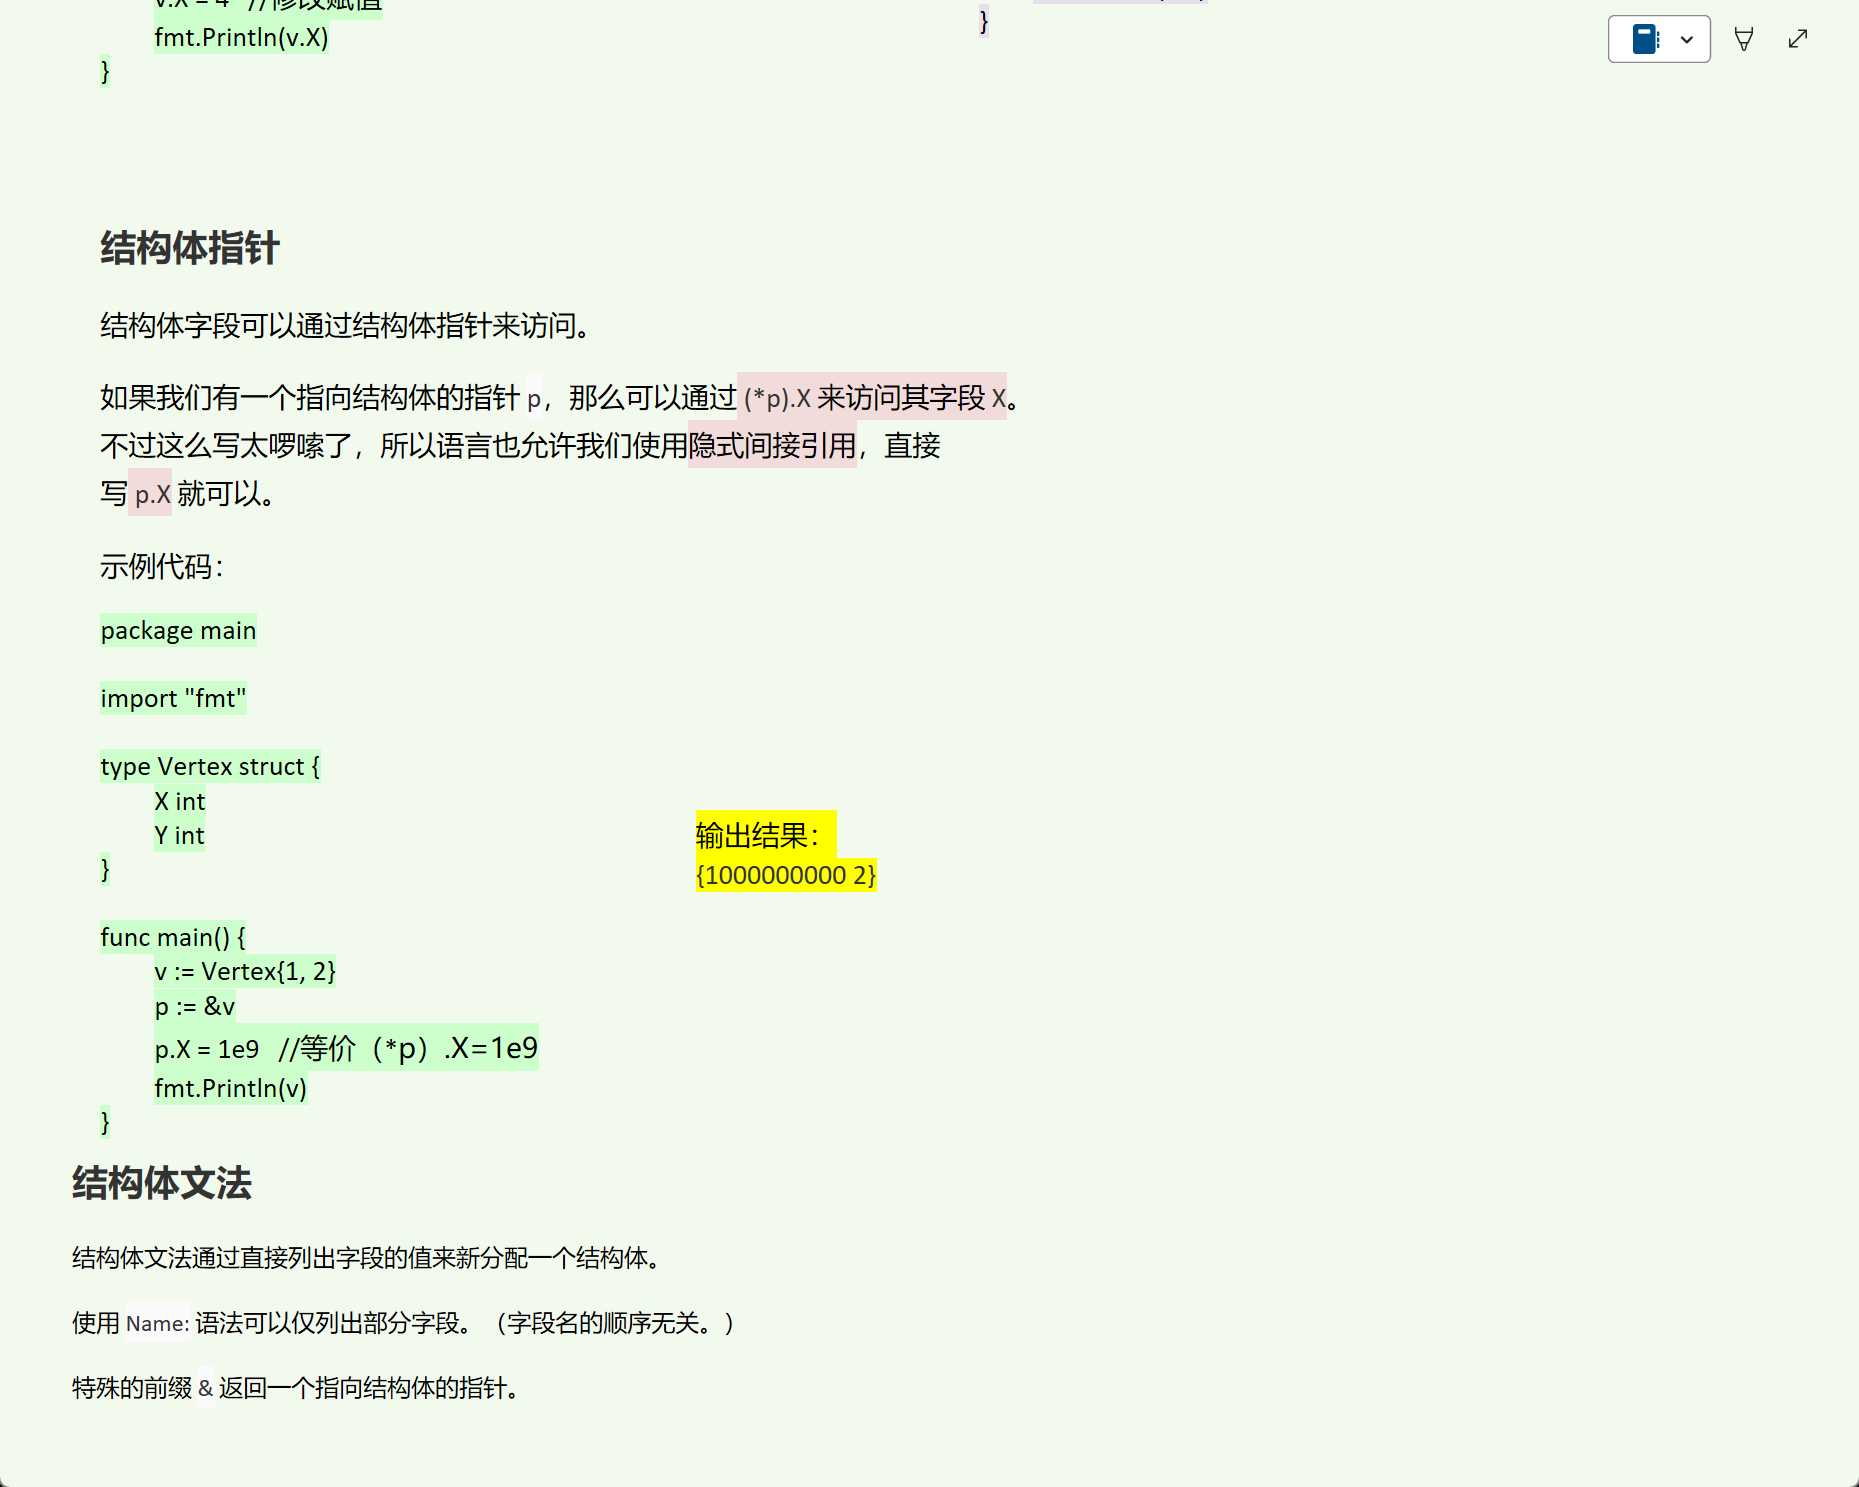 v.X = 4   //修改赋值
fmt.Println(v.X)
}
}
结构体指针
结构体字段可以通过结构体指针来访问。
如果我们有一个指向结构体的指针 p，那么可以通过 (*p).X 来访问其字段 X。
不过这么写太啰嗦了，所以语言也允许我们使用隐式间接引用，直接
写 p.X 就可以。
示例代码：
package main
import "fmt"
type Vertex struct {
X int
Y int
}
输出结果：
{1000000000 2}
func main() {
v := Vertex{1, 2}
p := &v
p.X = 1e9   //等价（*p）.X=1e9
fmt.Println(v)
}
结构体文法
结构体文法通过直接列出字段的值来新分配一个结构体。
使用 Name: 语法可以仅列出部分字段。（字段名的顺序无关。）
特殊的前缀 & 返回一个指向结构体的指针。